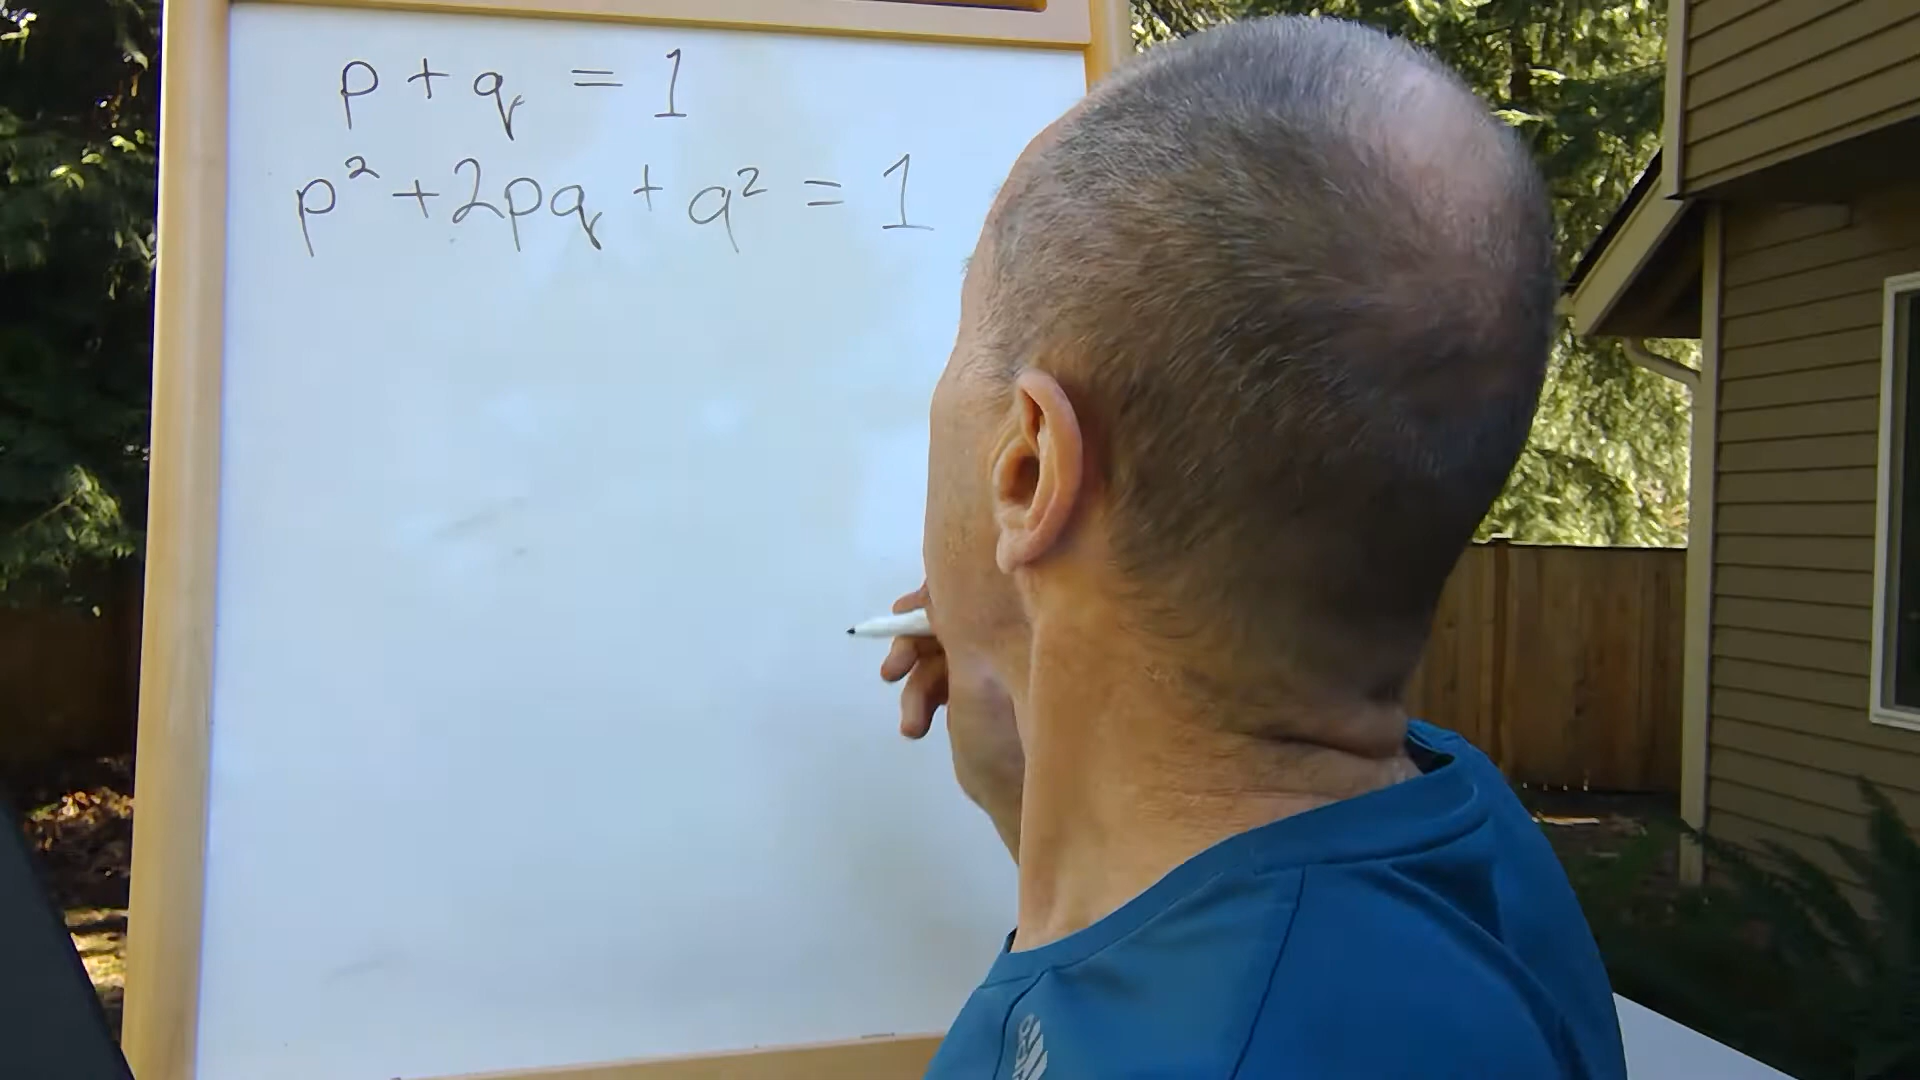 p + q = 1
p² + 2pq + q² = 1